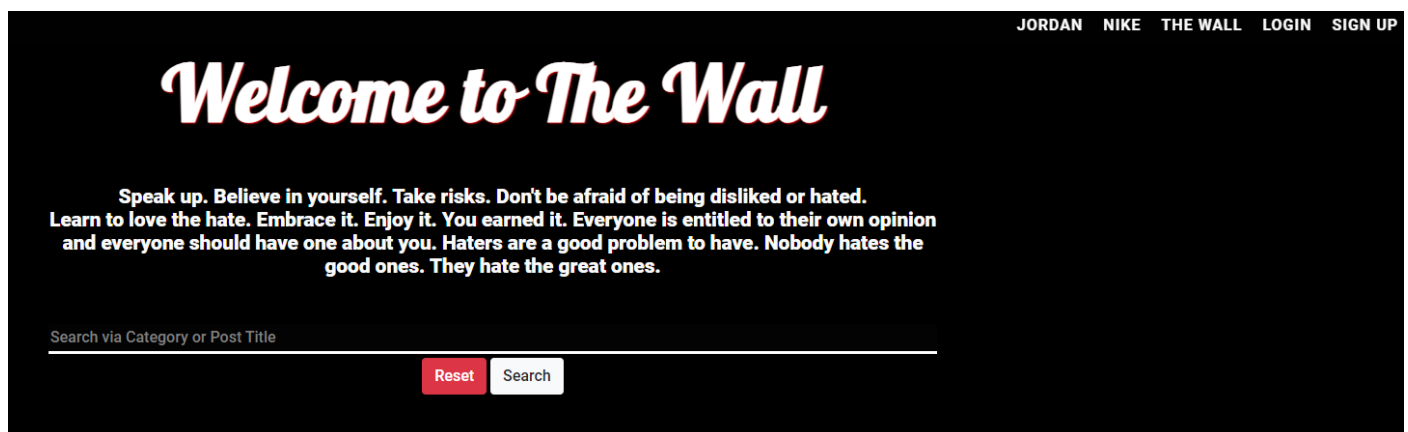 JORDAN NIKE THE WALL LOGIN SIGN UP
Welcome to The Wall
Speak up. Believe in yourself. Take risks. Don't be afraid of being disliked or hated.
Learn to love the hate. Embrace it. Enjoy it. You earned it. Everyone is entitled to their own opinion
and everyone should have one about you. Haters are a good problem to have. Nobody hates the
good ones. They hate the great ones.
Search via Category or Post Title
Reset Search